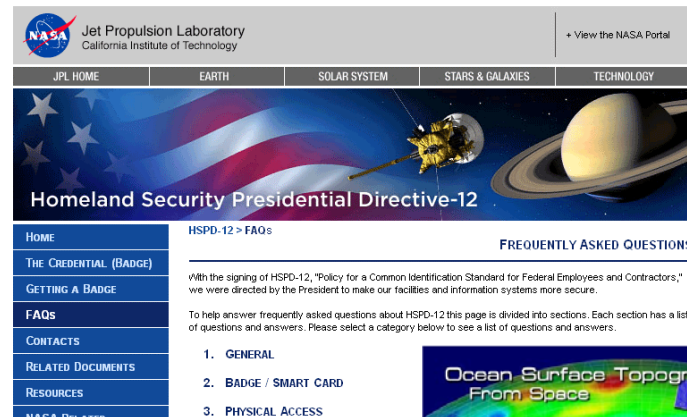 NASA
Jet Propulsion Laboratory
California Institute of Technology
+ View the NASA Portal
JPL HOME
EARTH
SOLAR SYSTEM
STARS & GALAXIES
TECHNOLOGY
Homeland Security Presidential Directive-12
HOME
THE CREDENTIAL (BADGE)
GETTING A BADGE
FAQS
CONTACTS
RELATED DOCUMENTS
RESOURCES
NASA RELATED
HSPD-12 > FAQs
FREQUENTLY ASKED QUESTIONS
With the signing of HSPD-12, "Policy for a Common Identification Standard for Federal Employees and Contractors,"
we were directed by the President to make our facilities and information systems more secure.
To help answer frequently asked questions about HSPD-12 this page is divided into sections. Each section has a list
of questions and answers. Please select a category below to see a list of questions and answers.
1. GENERAL
2. BADGE / SMART CARD
3. PHYSICAL ACCESS
Ocean Surface Topogr
From Space